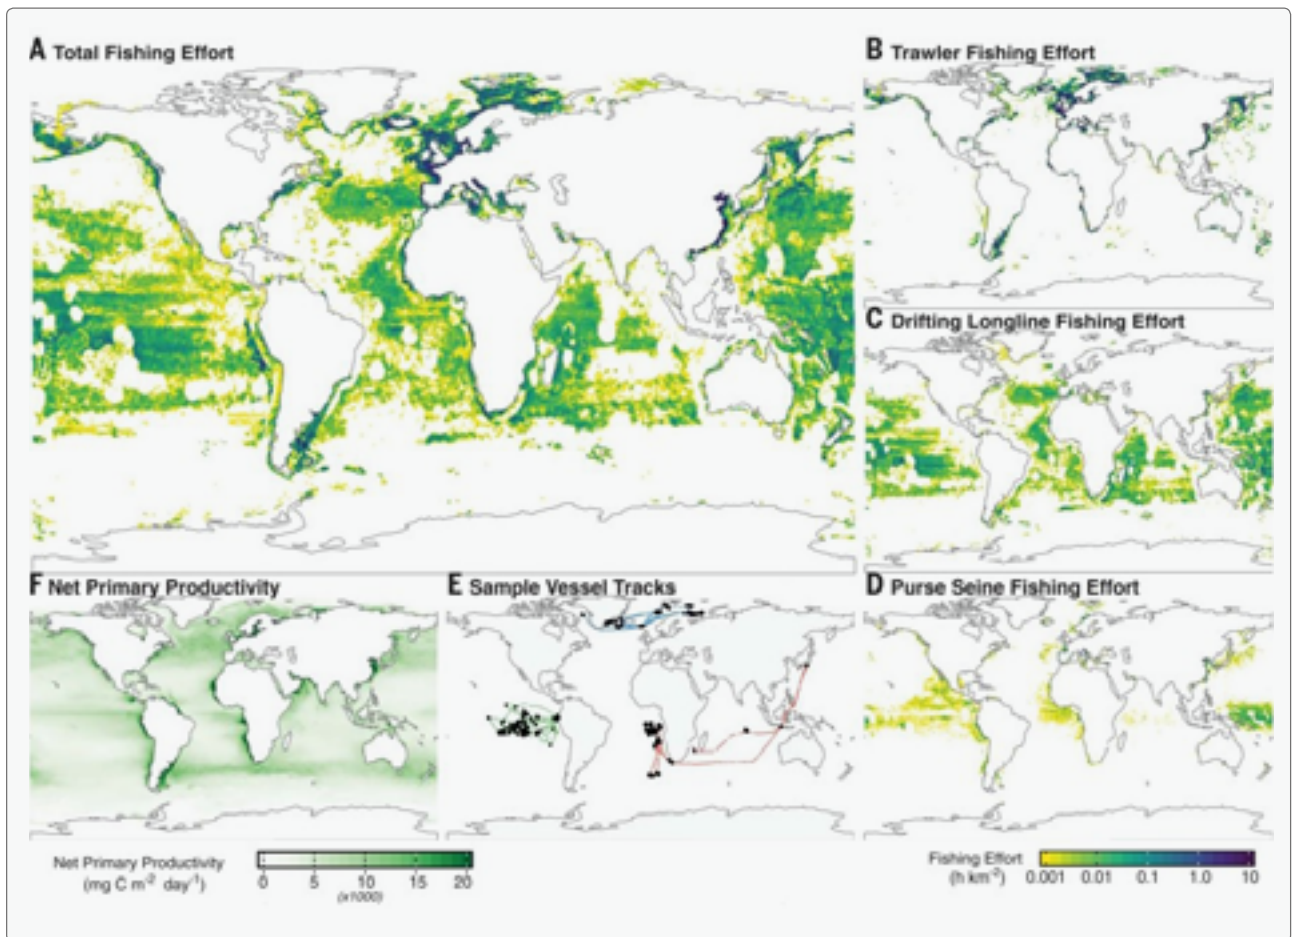 A Total Fishing Effort
B Trawler Fishing Effort
C Drifting Longline Fishing Effort
F Net Primary Productivity
E Sample Vessel Tracks
D Purse Seine Fishing Effort
Net Primary Productivity
(mg C m⁻² day⁻¹)
0 5 10 15 20
(x1000)
Fishing Effort
(h km⁻²)
0.001 0.01 0.1 1.0 10